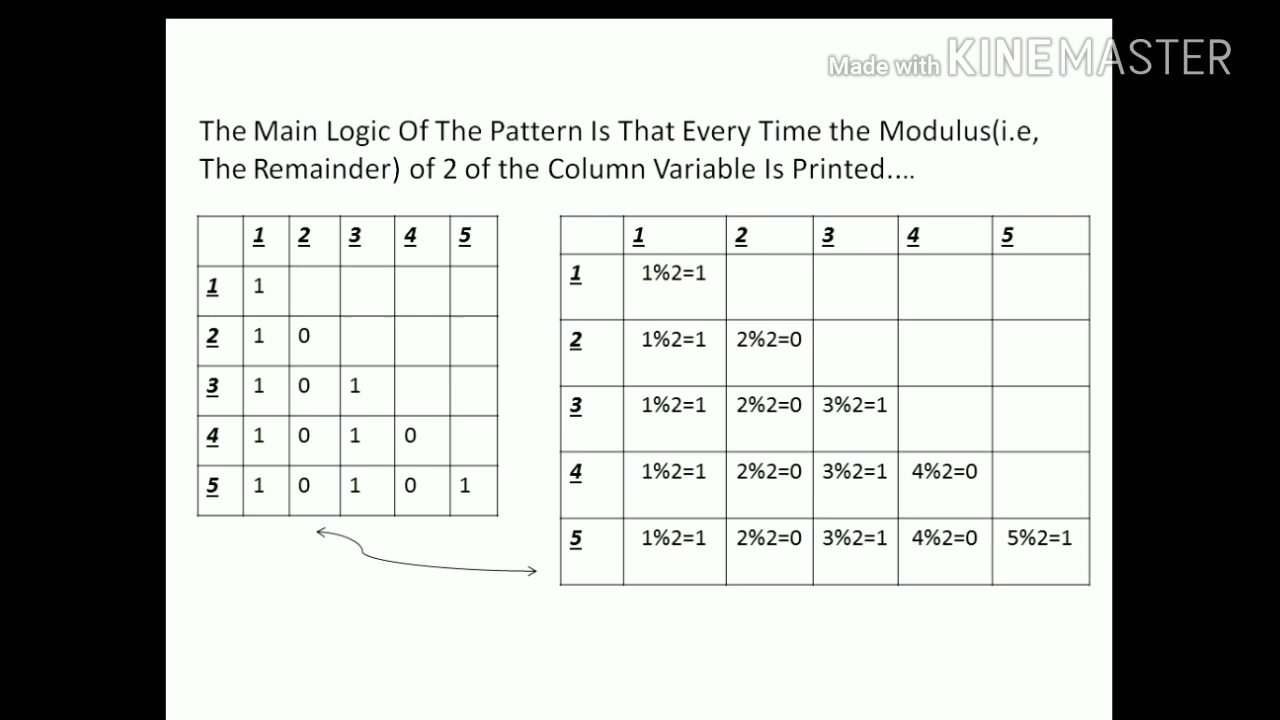 Made with KINEMASTER
The Main Logic Of The Pattern Is That Every Time the Modulus(i.e,
The Remainder) of 2 of the Column Variable Is Printed....
1 2 3 4 5
1 1
2 1 0
3 1 0 1
4 1 0 1 0
5 1 0 1 0 1
1 2 3 4 5
1 1%2=1
2 1%2=1 2%2=0
3 1%2=1 2%2=0 3%2=1
4 1%2=1 2%2=0 3%2=1 4%2=0
5 1%2=1 2%2=0 3%2=1 4%2=0 5%2=1